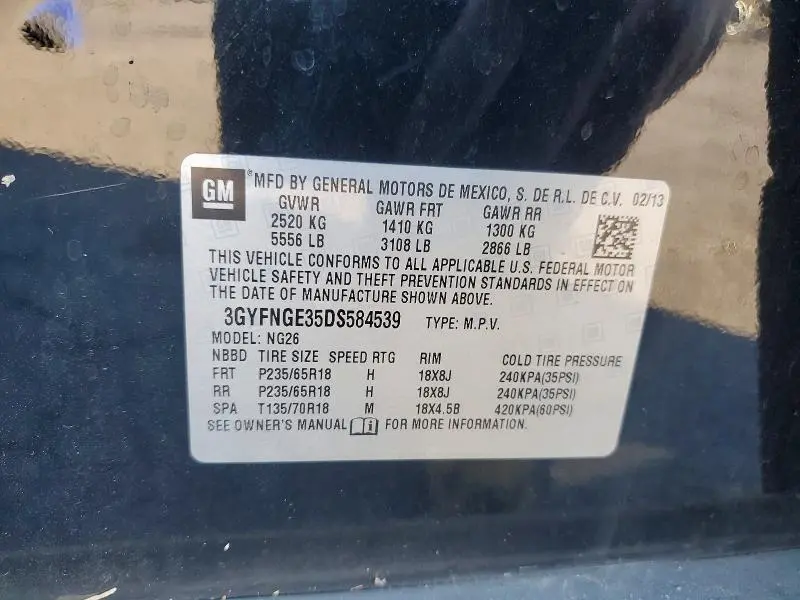 GM ® MFD BY GENERAL MOTORS DE MEXICO, S. DE R.L. DE C.V. 02/13
GVWR GAWR FRT GAWR RR
2520 KG 1410 KG 1300 KG
5556 LB 3108 LB 2866 LB
THIS VEHICLE CONFORMS TO ALL APPLICABLE U.S. FEDERAL MOTOR
VEHICLE SAFETY AND THEFT PREVENTION STANDARDS IN EFFECT ON
THE DATE OF MANUFACTURE SHOWN ABOVE.
3GYFNGE35DS584539 TYPE: M.P.V.
MODEL: NG26
NBBD TIRE SIZE SPEED RTG RIM COLD TIRE PRESSURE
FRT P235/65R18 H 18X8J 240KPA(35PSI)
RR P235/65R18 H 18X8J 240KPA(35PSI)
SPA T135/70R18 M 18X4.5B 420KPA(60PSI)
SEE OWNER'S MANUAL FOR MORE INFORMATION.